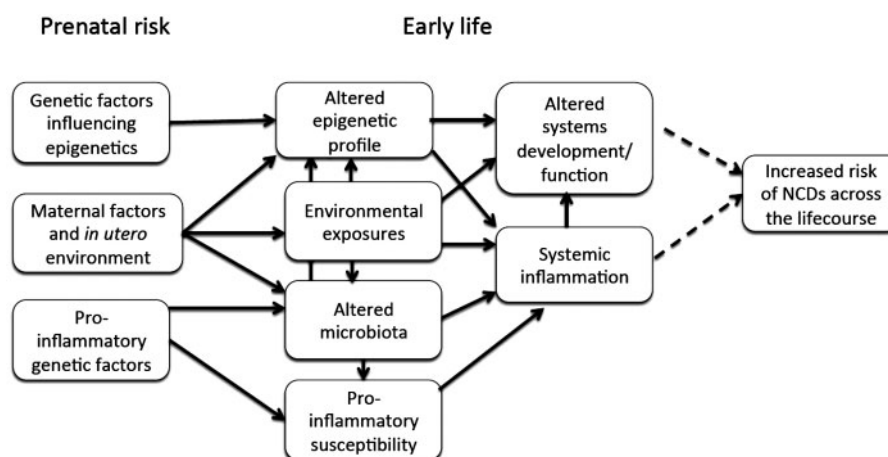 Prenatal risk
Early life
Genetic factors
influencing
epigenetics
Maternal factors
and in utero
environment
Pro-
inflammatory
genetic factors
Altered
epigenetic
profile
Environmental
exposures
Altered
microbiota
Pro-
inflammatory
susceptibility
Altered
systems
development/
function
Systemic
inflammation
Increased risk
of NCDs across
the lifecourse